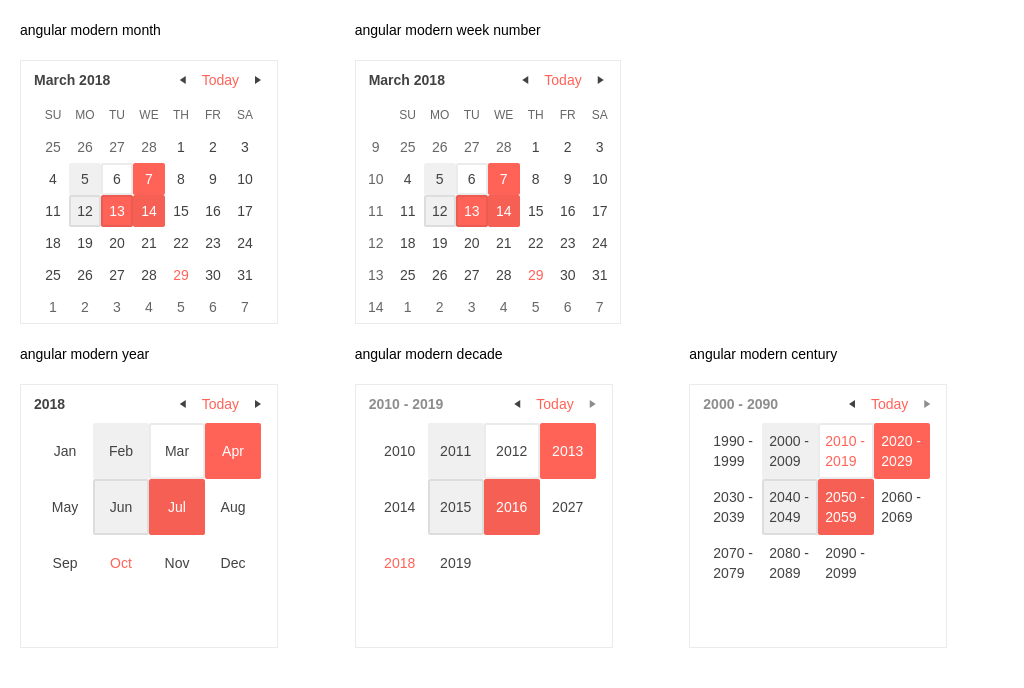 angular modern month
March 2018 Today
SU MO TU WE TH FR SA
25 26 27 28 1 2 3
4 5 6 7 8 9 10
11 12 13 14 15 16 17
18 19 20 21 22 23 24
25 26 27 28 29 30 31
1 2 3 4 5 6 7
angular modern week number
March 2018 Today
SU MO TU WE TH FR SA
9 25 26 27 28 1 2 3
10 4 5 6 7 8 9 10
11 11 12 13 14 15 16 17
12 18 19 20 21 22 23 24
13 25 26 27 28 29 30 31
14 1 2 3 4 5 6 7
angular modern year
2018 Today
Jan Feb Mar Apr
May Jun Jul Aug
Sep Oct Nov Dec
angular modern decade
2010 - 2019 Today
2010 2011 2012 2013
2014 2015 2016 2027
2018 2019
angular modern century
2000 - 2090 Today
1990 - 2000 - 2010 - 2020 -
1999 2009 2019 2029
2030 - 2040 - 2050 - 2060 -
2039 2049 2059 2069
2070 - 2080 - 2090 -
2079 2089 2099